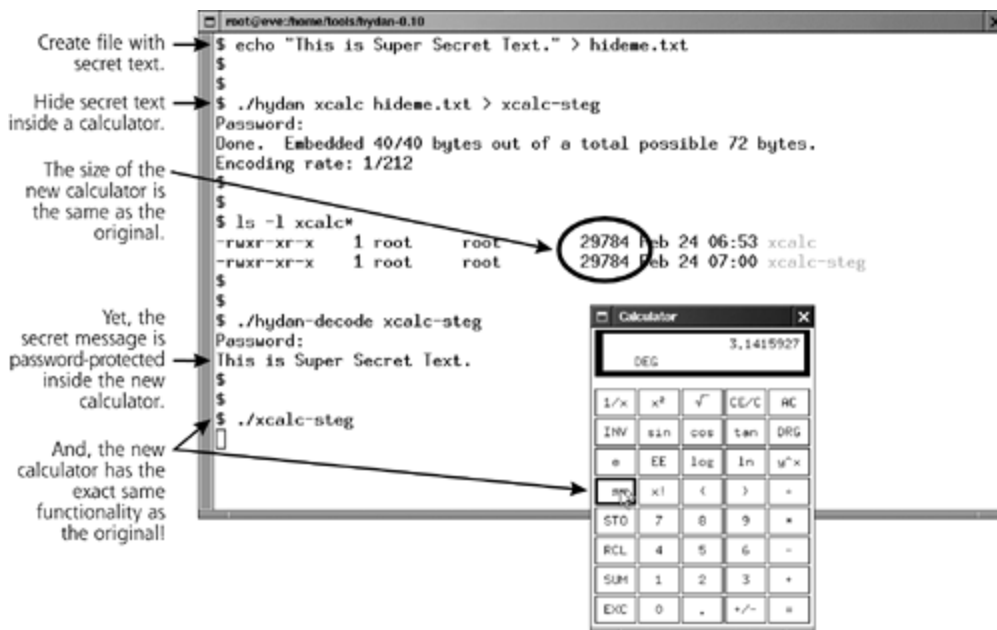 root@eve:/home/tools/hydan-0.10
Create file with
secret text.
$ echo "This is Super Secret Text." > hideme.txt
$
$
Hide secret text
inside a calculator.
$ ./hydan xcalc hideme.txt > xcalc-steg
Password:
Done. Embedded 40/40 bytes out of a total possible 72 bytes.
Encoding rate: 1/212
The size of the
new calculator is
the same as the
original.
$
$
$ ls -l xcalc*
-rwxr-xr-x 1 root root 29784 Feb 24 06:53 xcalc
-rwxr-xr-x 1 root root 29784 Feb 24 07:00 xcalc-steg
$
$
Yet, the
secret message is
password-protected
inside the new
calculator.
$ ./hydan-decode xcalc-steg
Password:
This is Super Secret Text.
$
$
And, the new
calculator has the
exact same
functionality as
the original!
$ ./xcalc-steg
Calculator X
3.1415927
DEG
1/x x² √ CE/C AC
INV sin cos tan DRG
e EE log ln y^x
x! ( )
STO 7 8 9 *
RCL 4 5 6 -
SUM 1 2 3 +
EXC 0 . +/- =